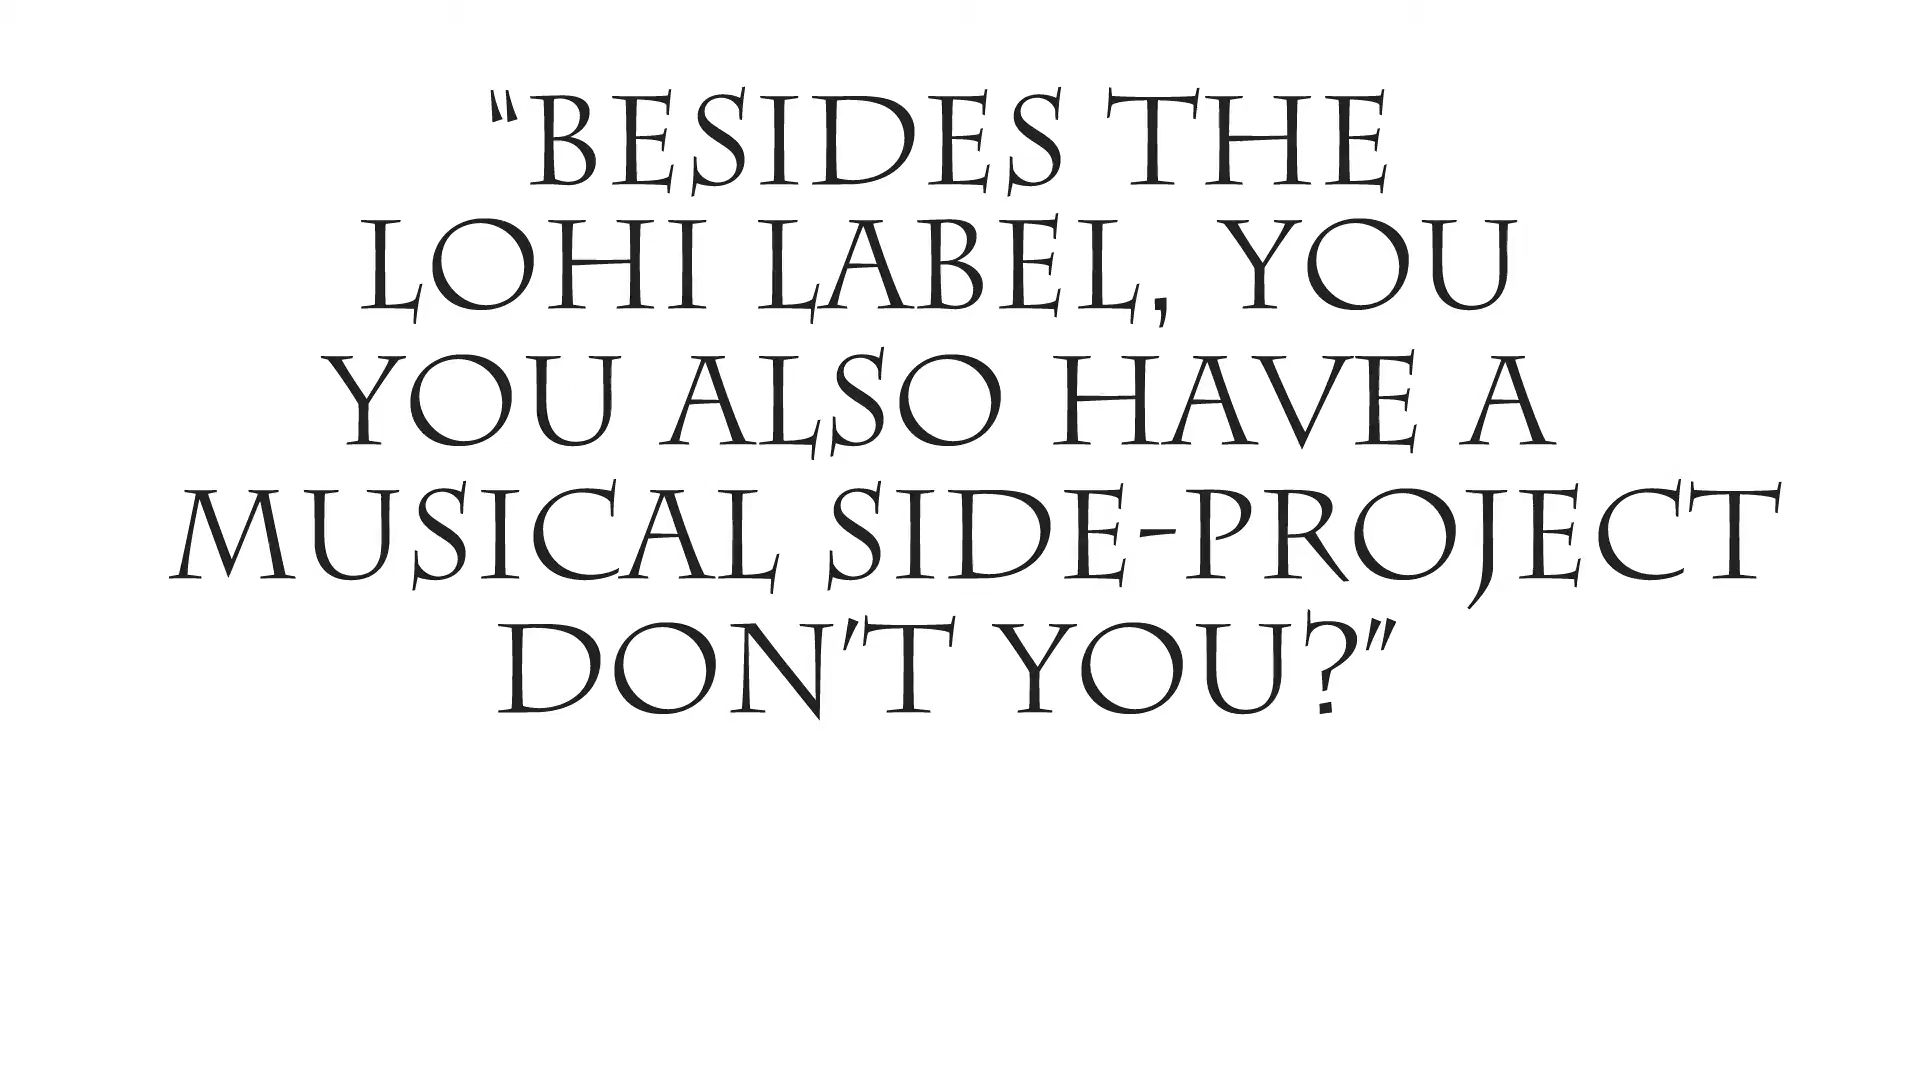 “BESIDES THE
LOHI LABEL, YOU
YOU ALSO HAVE A
MUSICAL SIDE-PROJECT
DON'T YOU?"